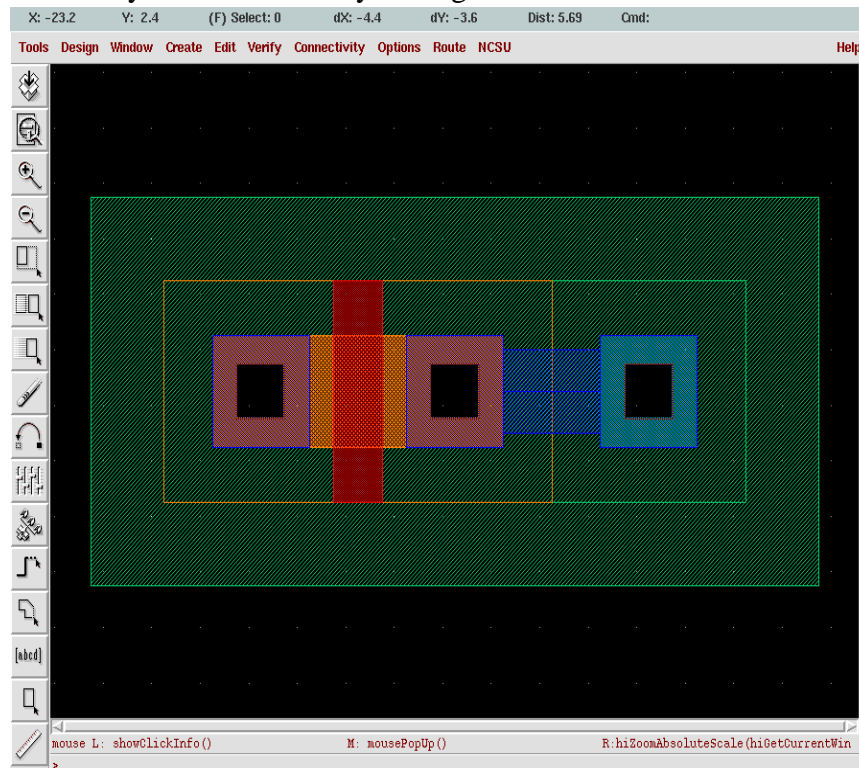 X: -23.2 Y: 2.4 (F) Select: 0 dX: -4.4 dY: -3.6 Dist: 5.69 Cmd:
Tools Design Window Create Edit Verify Connectivity Options Route NCSU Help
[abcd]
mouse L: showClickInfo() M: mousePopUp() R:hiZoomAbsoluteScale(hiGetCurrentWin
>